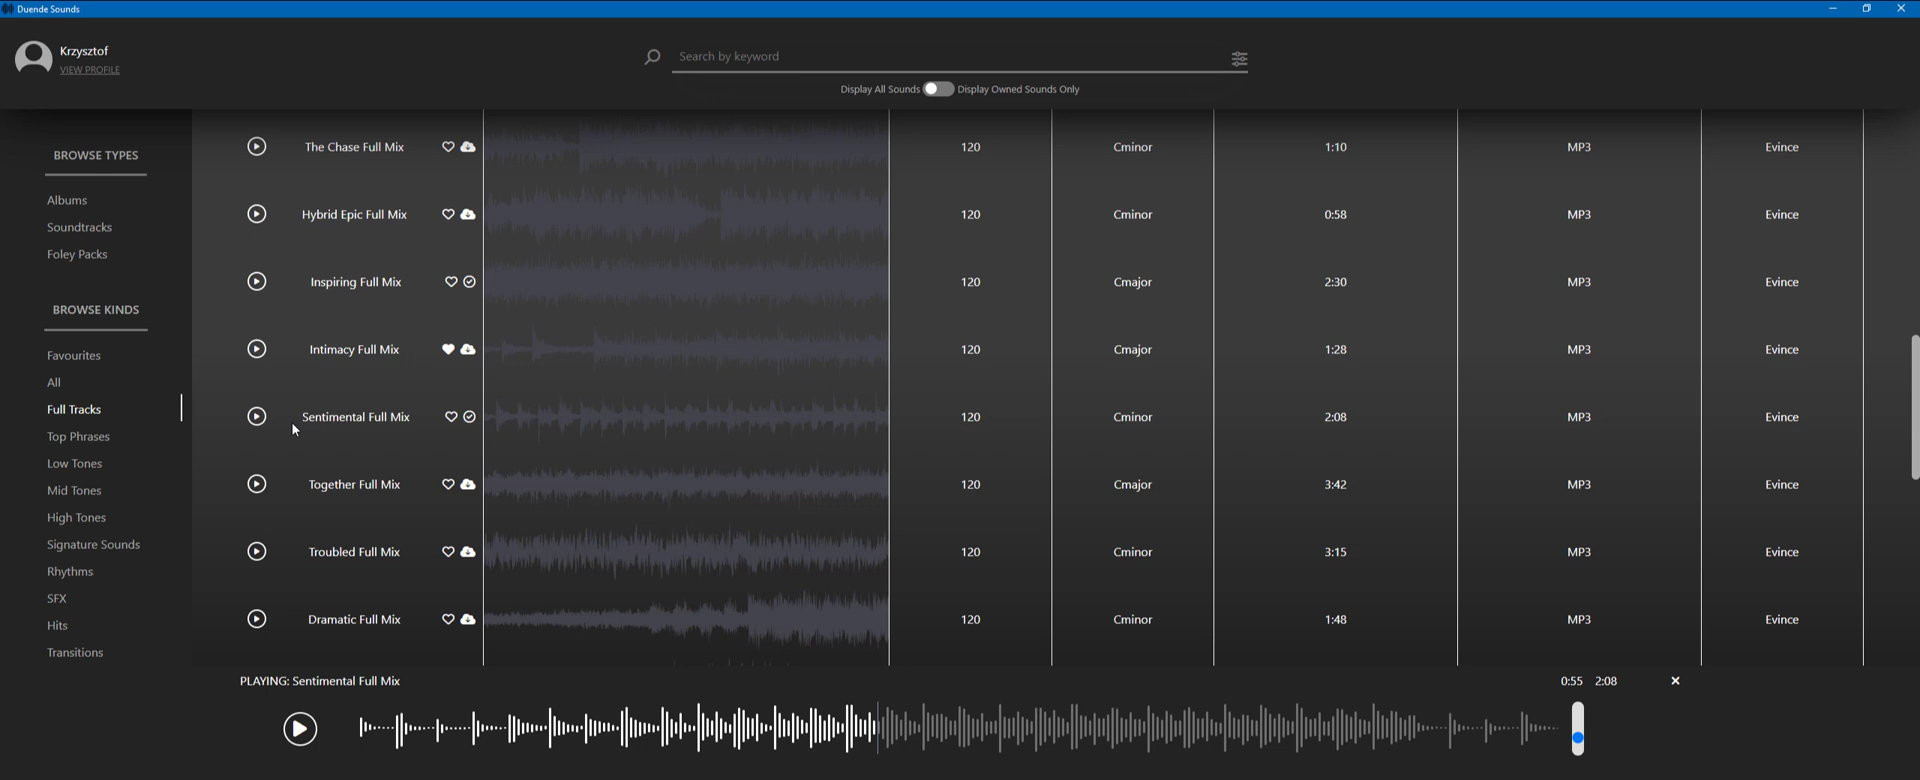 Duende Sounds
Krzysztof
VIEW PROFILE
Search by keyword
Display All Sounds Display Owned Sounds Only
BROWSE TYPES
Albums
Soundtracks
Foley Packs
BROWSE KINDS
Favourites
All
Full Tracks
Top Phrases
Low Tones
Mid Tones
High Tones
Signature Sounds
Rhythms
SFX
Hits
Transitions
The Chase Full Mix 120 Cminor 1:10 MP3 Evince
Hybrid Epic Full Mix 120 Cminor 0:58 MP3 Evince
Inspiring Full Mix 120 Cmajor 2:30 MP3 Evince
Intimacy Full Mix 120 Cmajor 1:28 MP3 Evince
Sentimental Full Mix 120 Cminor 2:08 MP3 Evince
Together Full Mix 120 Cmajor 3:42 MP3 Evince
Troubled Full Mix 120 Cminor 3:15 MP3 Evince
Dramatic Full Mix 120 Cminor 1:48 MP3 Evince
PLAYING: Sentimental Full Mix 0:55 2:08